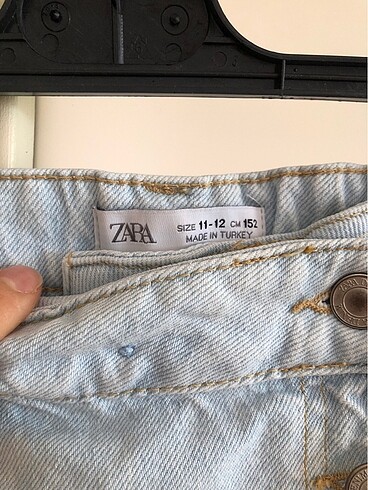 ZARA
SIZE 11-12 CM 152
MADE IN TURKEY